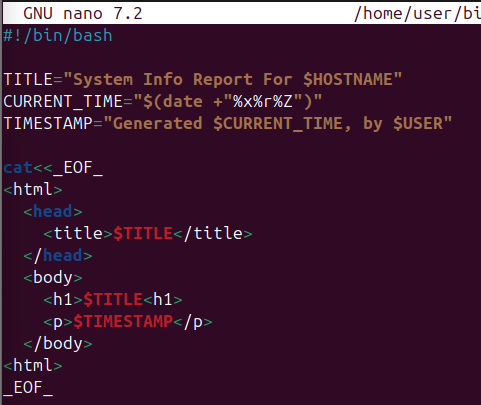 GNU nano 7.2 /home/user/bi
#!/bin/bash
TITLE="System Info Report For $HOSTNAME"
CURRENT_TIME="$(date +"%x%r%Z")"
TIMESTAMP="Generated $CURRENT_TIME, by $USER"
cat<<_EOF_
<html>
  <head>
    <title>$TITLE</title>
  </head>
  <body>
    <h1>$TITLE<h1>
    <p>$TIMESTAMP</p>
  </body>
<html>
_EOF_